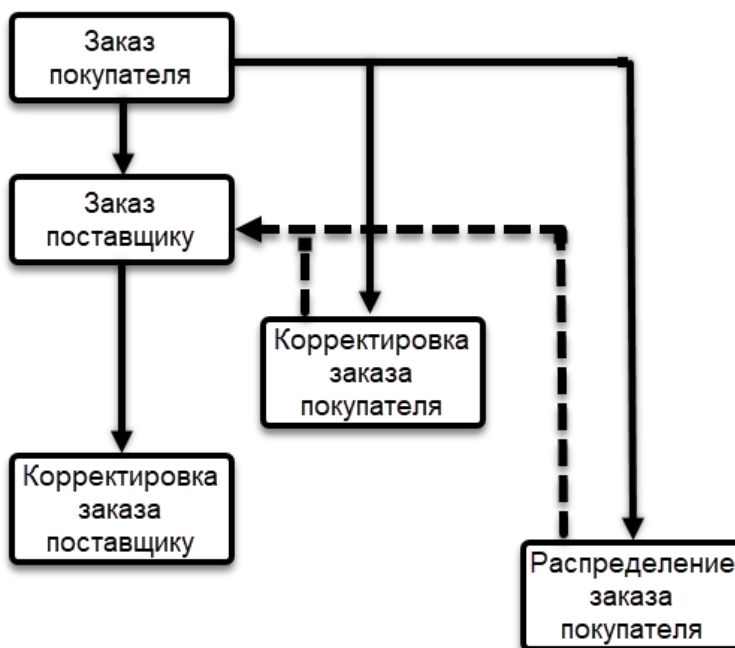 Заказ
покупателя
Заказ
поставщику
Корректировка
заказа
покупателя
Корректировка
заказа
поставщику
Распределение
заказа
покупателя